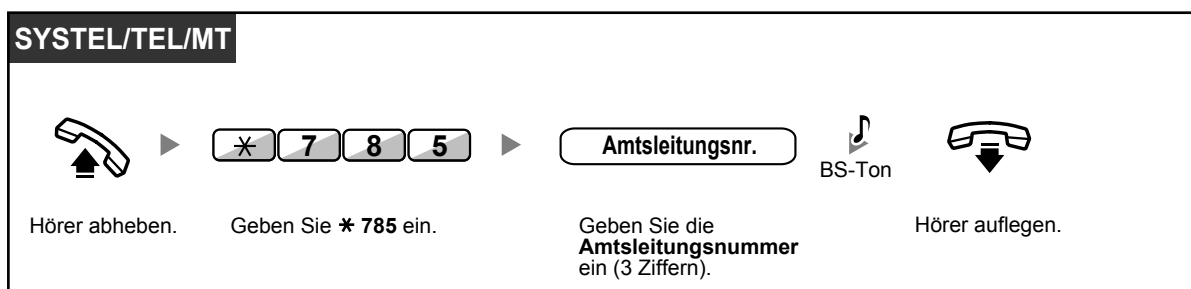 SYSTEL/TEL/MT
* 7 8 5
Amtsleitungsnr.
BS-Ton
Hörer abheben.
Geben Sie * 785 ein.
Geben Sie die
Amtsleitungsnummer
ein (3 Ziffern).
Hörer auflegen.